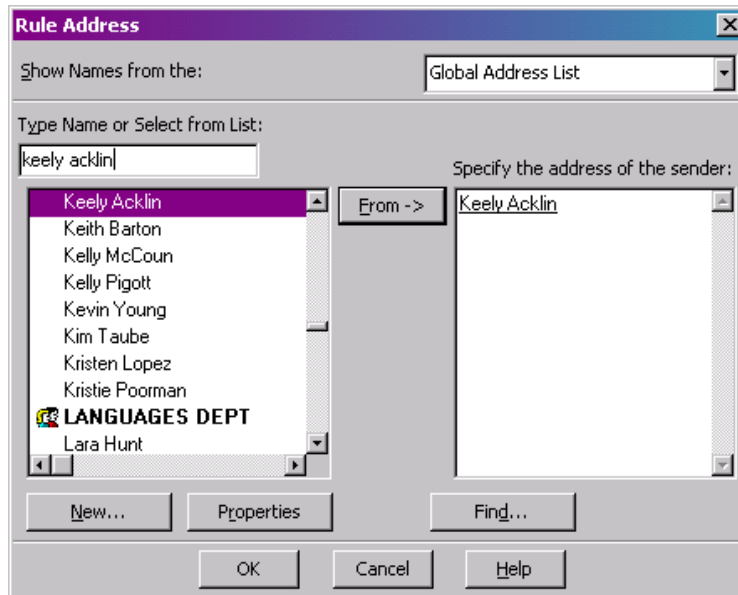 Rule Address
Show Names from the:
Global Address List
Type Name or Select from List:
keely acklin
Specify the address of the sender:
Keely Acklin
Keith Barton
Kelly McCoun
Kelly Pigott
Kevin Young
Kim Taube
Kristen Lopez
Kristie Poorman
LANGUAGES DEPT
Lara Hunt
From ->
Keely Acklin
New...
Properties
Find...
OK
Cancel
Help